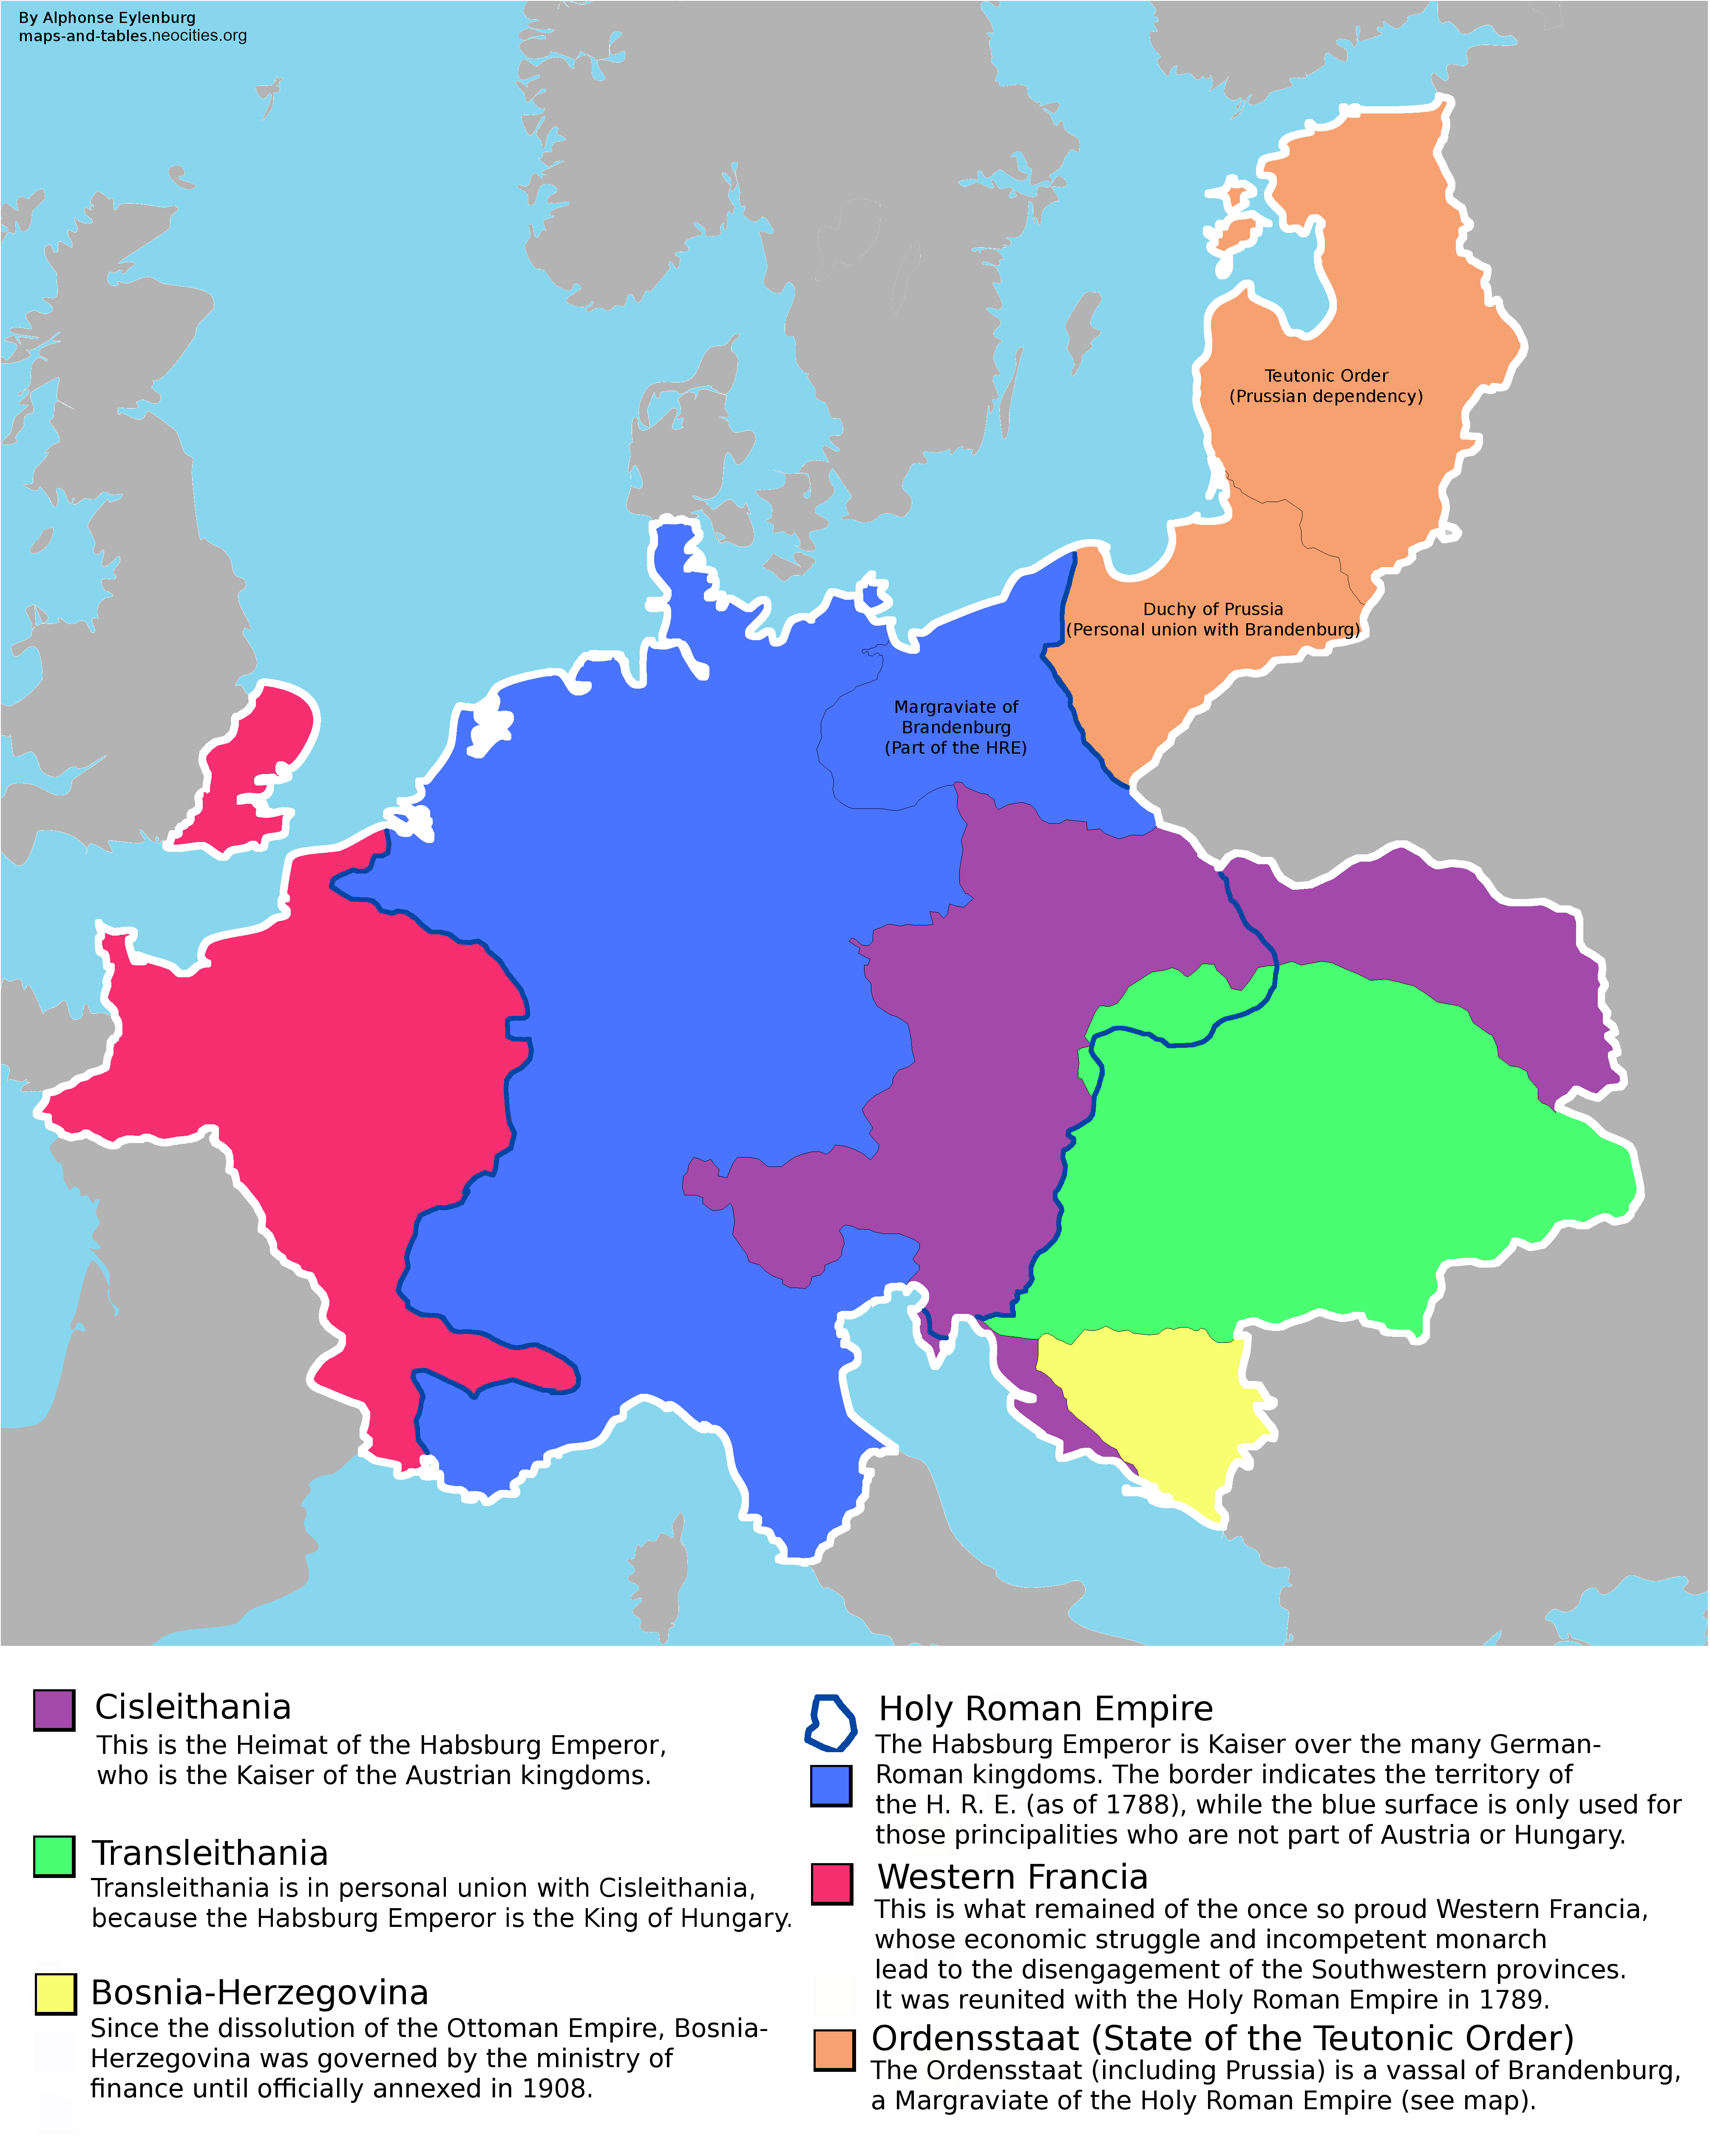 By Alphonse Eylenburg
maps-and-tables.neocities.org
Teutonic Order
(Prussian dependency)
Duchy of Prussia
(Personal union with Brandenburg)
Margraviate of
Brandenburg
(Part of the HRE)
Cisleithania
This is the Heimat of the Habsburg Emperor,
who is the Kaiser of the Austrian kingdoms.
Transleithania
Transleithania is in personal union with Cisleithania,
because the Habsburg Emperor is the King of Hungary.
Bosnia-Herzegovina
Since the dissolution of the Ottoman Empire, Bosnia-
Herzegovina was governed by the ministry of
finance until officially annexed in 1908.
Holy Roman Empire
The Habsburg Emperor is Kaiser over the many German-
Roman kingdoms. The border indicates the territory of
the H. R. E. (as of 1788), while the blue surface is only used for
those principalities who are not part of Austria or Hungary.
Western Francia
This is what remained of the once so proud Western Francia,
whose economic struggle and incompetent monarch
lead to the disengagement of the Southwestern provinces.
It was reunited with the Holy Roman Empire in 1789.
Ordensstaat (State of the Teutonic Order)
The Ordensstaat (including Prussia) is a vassal of Brandenburg,
a Margraviate of the Holy Roman Empire (see map).